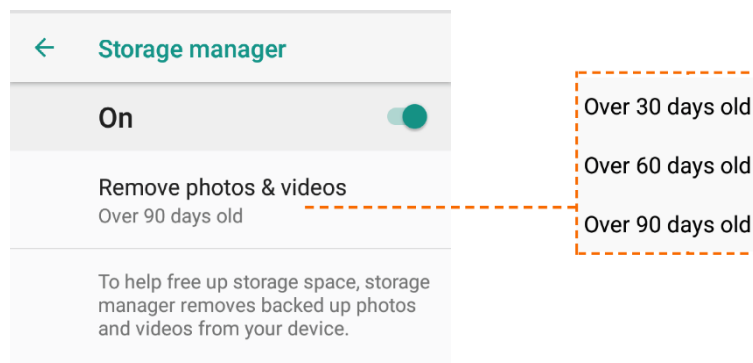 Storage manager
On
Remove photos & videos
Over 90 days old
To help free up storage space, storage
manager removes backed up photos
and videos from your device.
Over 30 days old
Over 60 days old
Over 90 days old